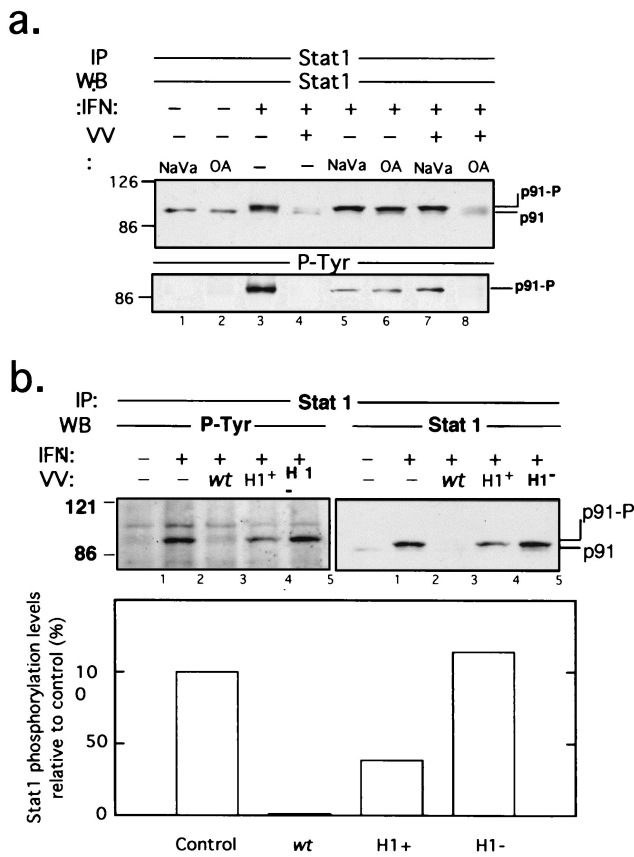 a.
IP Stat1
WB: Stat1
:IFN: – – + + + + + +
VV – – – + – – + +
: NaVa OA – – NaVa OA NaVa OA
126
p91-P
p91
86
P-Tyr
86 p91-P
1 2 3 4 5 6 7 8
b.
IP: Stat 1
WB P-Tyr Stat 1
IFN: – + + + + – + + + +
VV: – – wt H1+ H 1 - – – wt H1+ H1-
121
p91-P
p91
86
1 2 3 4 5 1 2 3 4 5
Stat1 phosphorylation levels
relative to control (%)
10
0
50
0
Control wt H1+ H1-